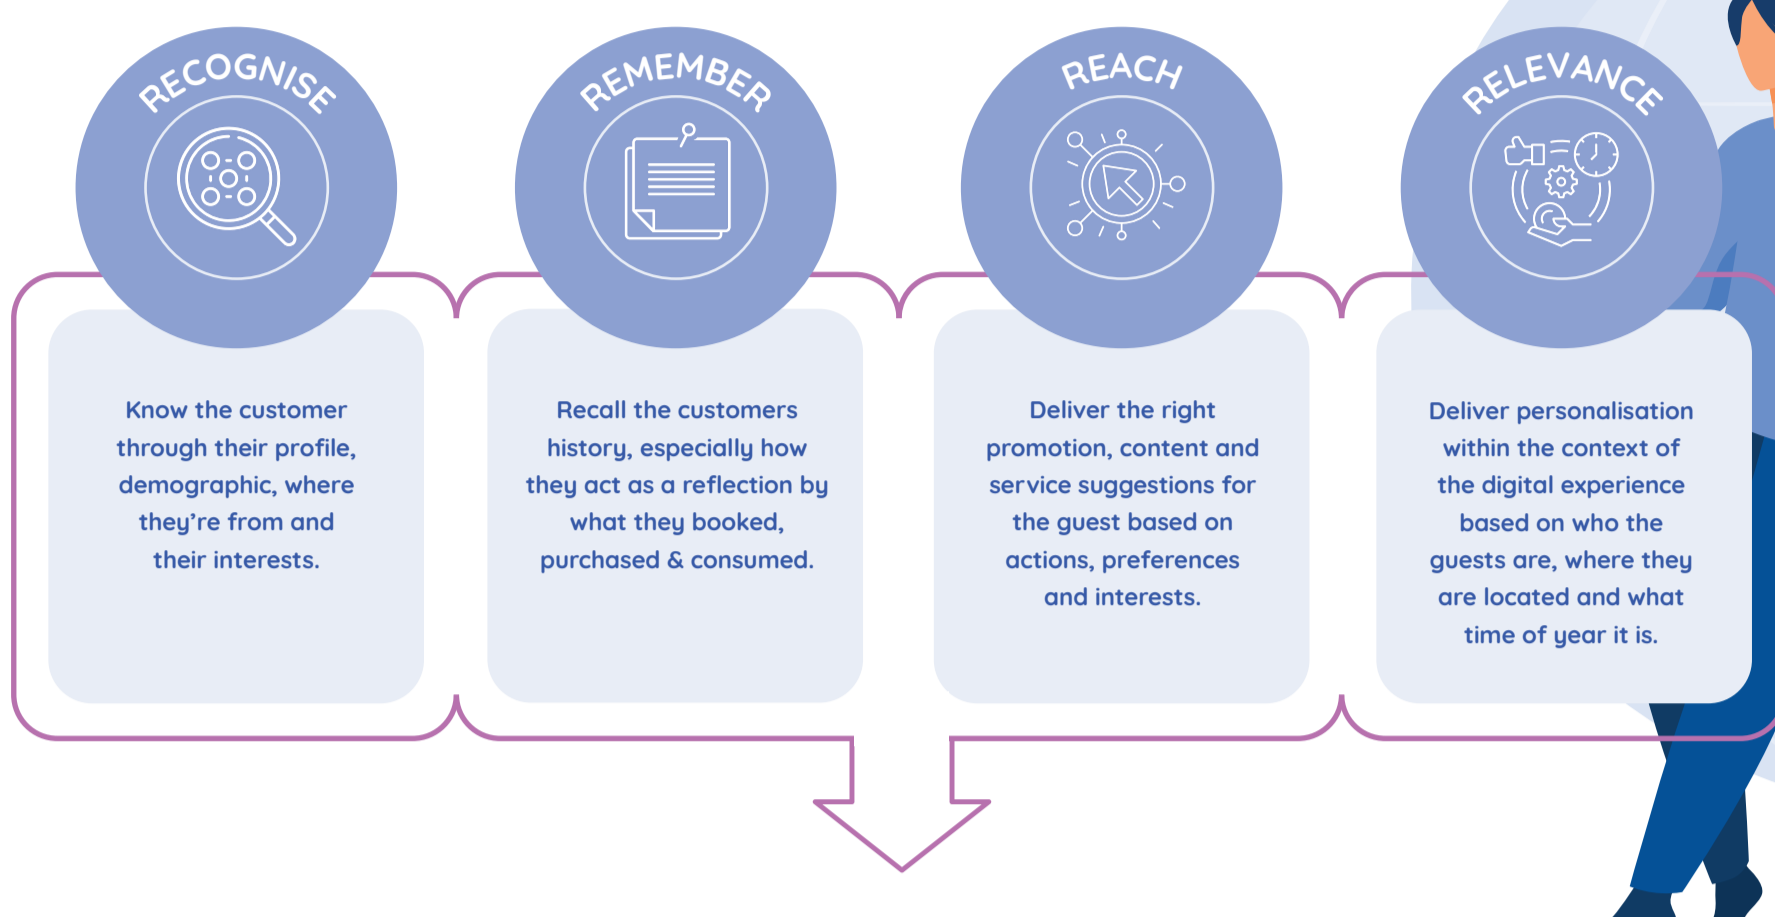 RECOGNISE
Know the customer
through their profile,
demographic, where
they’re from and
their interests.
REMEMBER
Recall the customers
history, especially how
they act as a reflection by
what they booked,
purchased & consumed.
REACH
Deliver the right
promotion, content and
service suggestions for
the guest based on
actions, preferences
and interests.
RELEVANCE
Deliver personalisation
within the context of
the digital experience
based on who the
guests are, where they
are located and what
time of year it is.